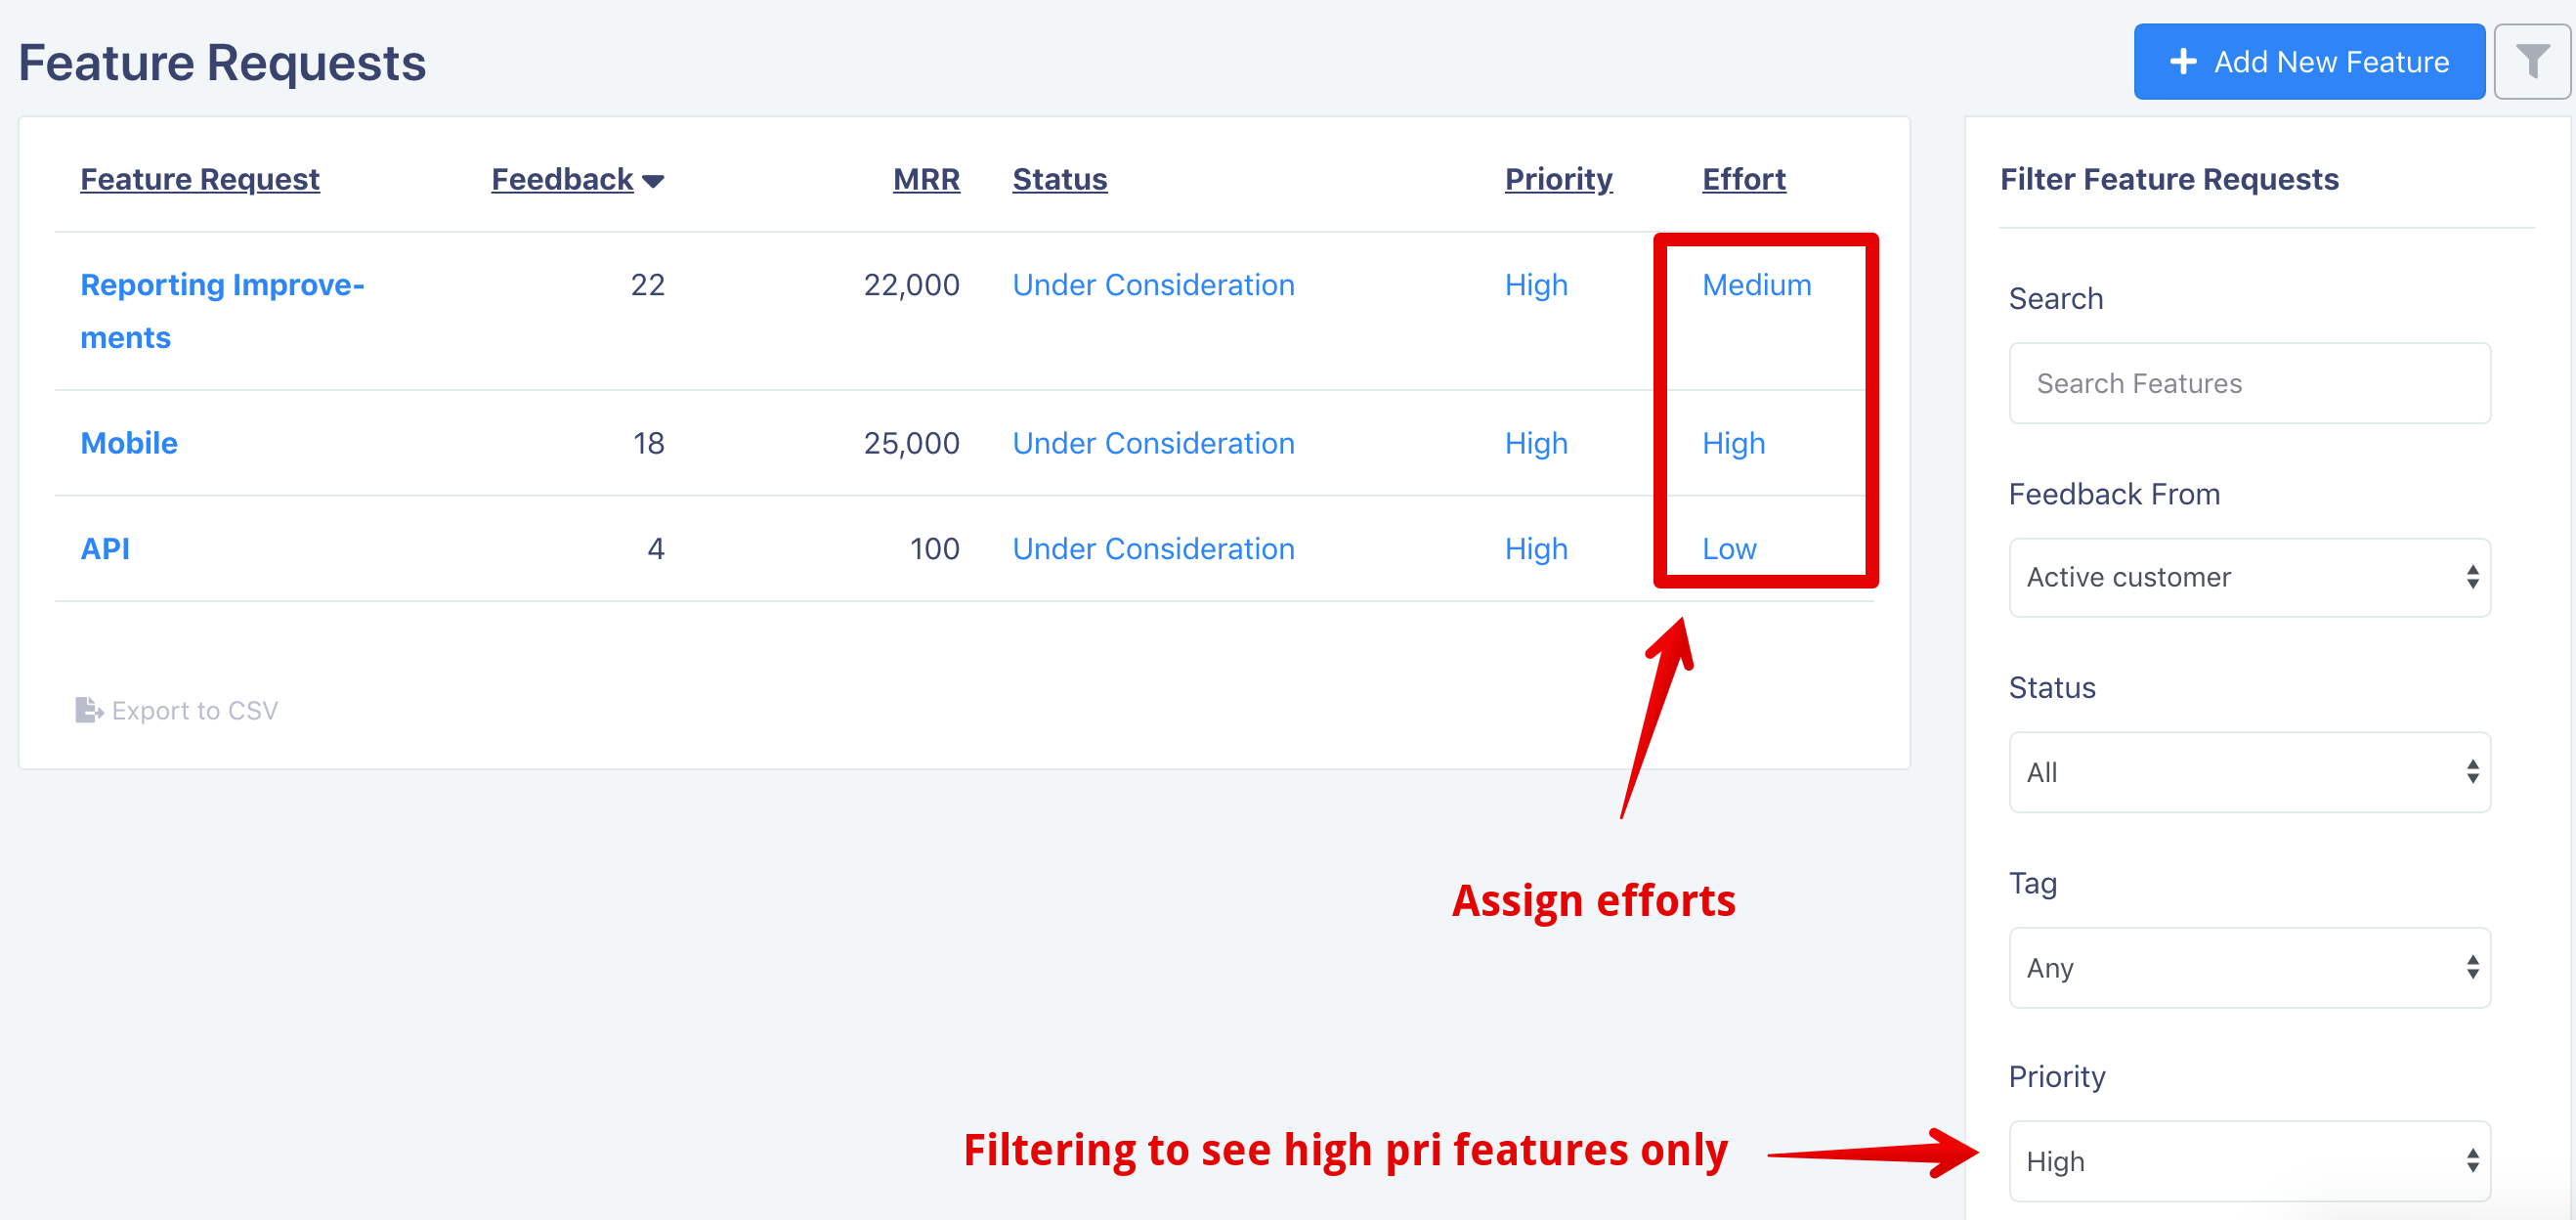 Feature Requests
Add New Feature
Feature Request Feedback MRR Status Priority Effort
Reporting Improve-
ments
22 22,000 Under Consideration High Medium
Mobile 18 25,000 Under Consideration High High
API 4 100 Under Consideration High Low
Export to CSV
Assign efforts
Filtering to see high pri features only
Filter Feature Requests
Search
Search Features
Feedback From
Active customer
Status
All
Tag
Any
Priority
High